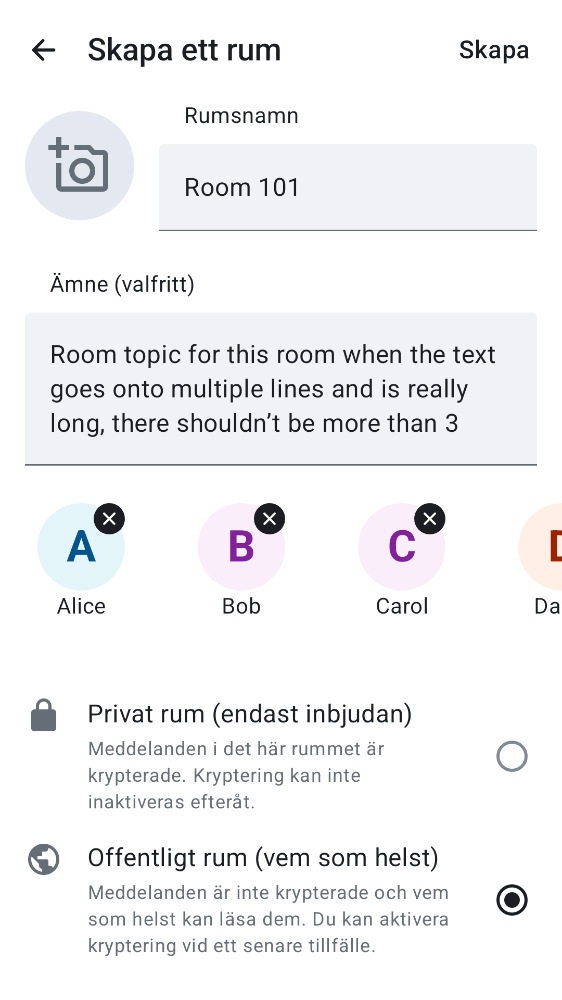 Skapa ett rum
Skapa
Rumsnamn
Room 101
Ämne (valfritt)
Room topic for this room when the text
goes onto multiple lines and is really
long, there shouldn’t be more than 3
A
B
C
Alice
Bob
Carol
Da
Privat rum (endast inbjudan)
Meddelanden i det här rummet är
krypterade. Kryptering kan inte
inaktiveras efteråt.
Offentligt rum (vem som helst)
Meddelanden är inte krypterade och vem
som helst kan läsa dem. Du kan aktivera
kryptering vid ett senare tillfälle.